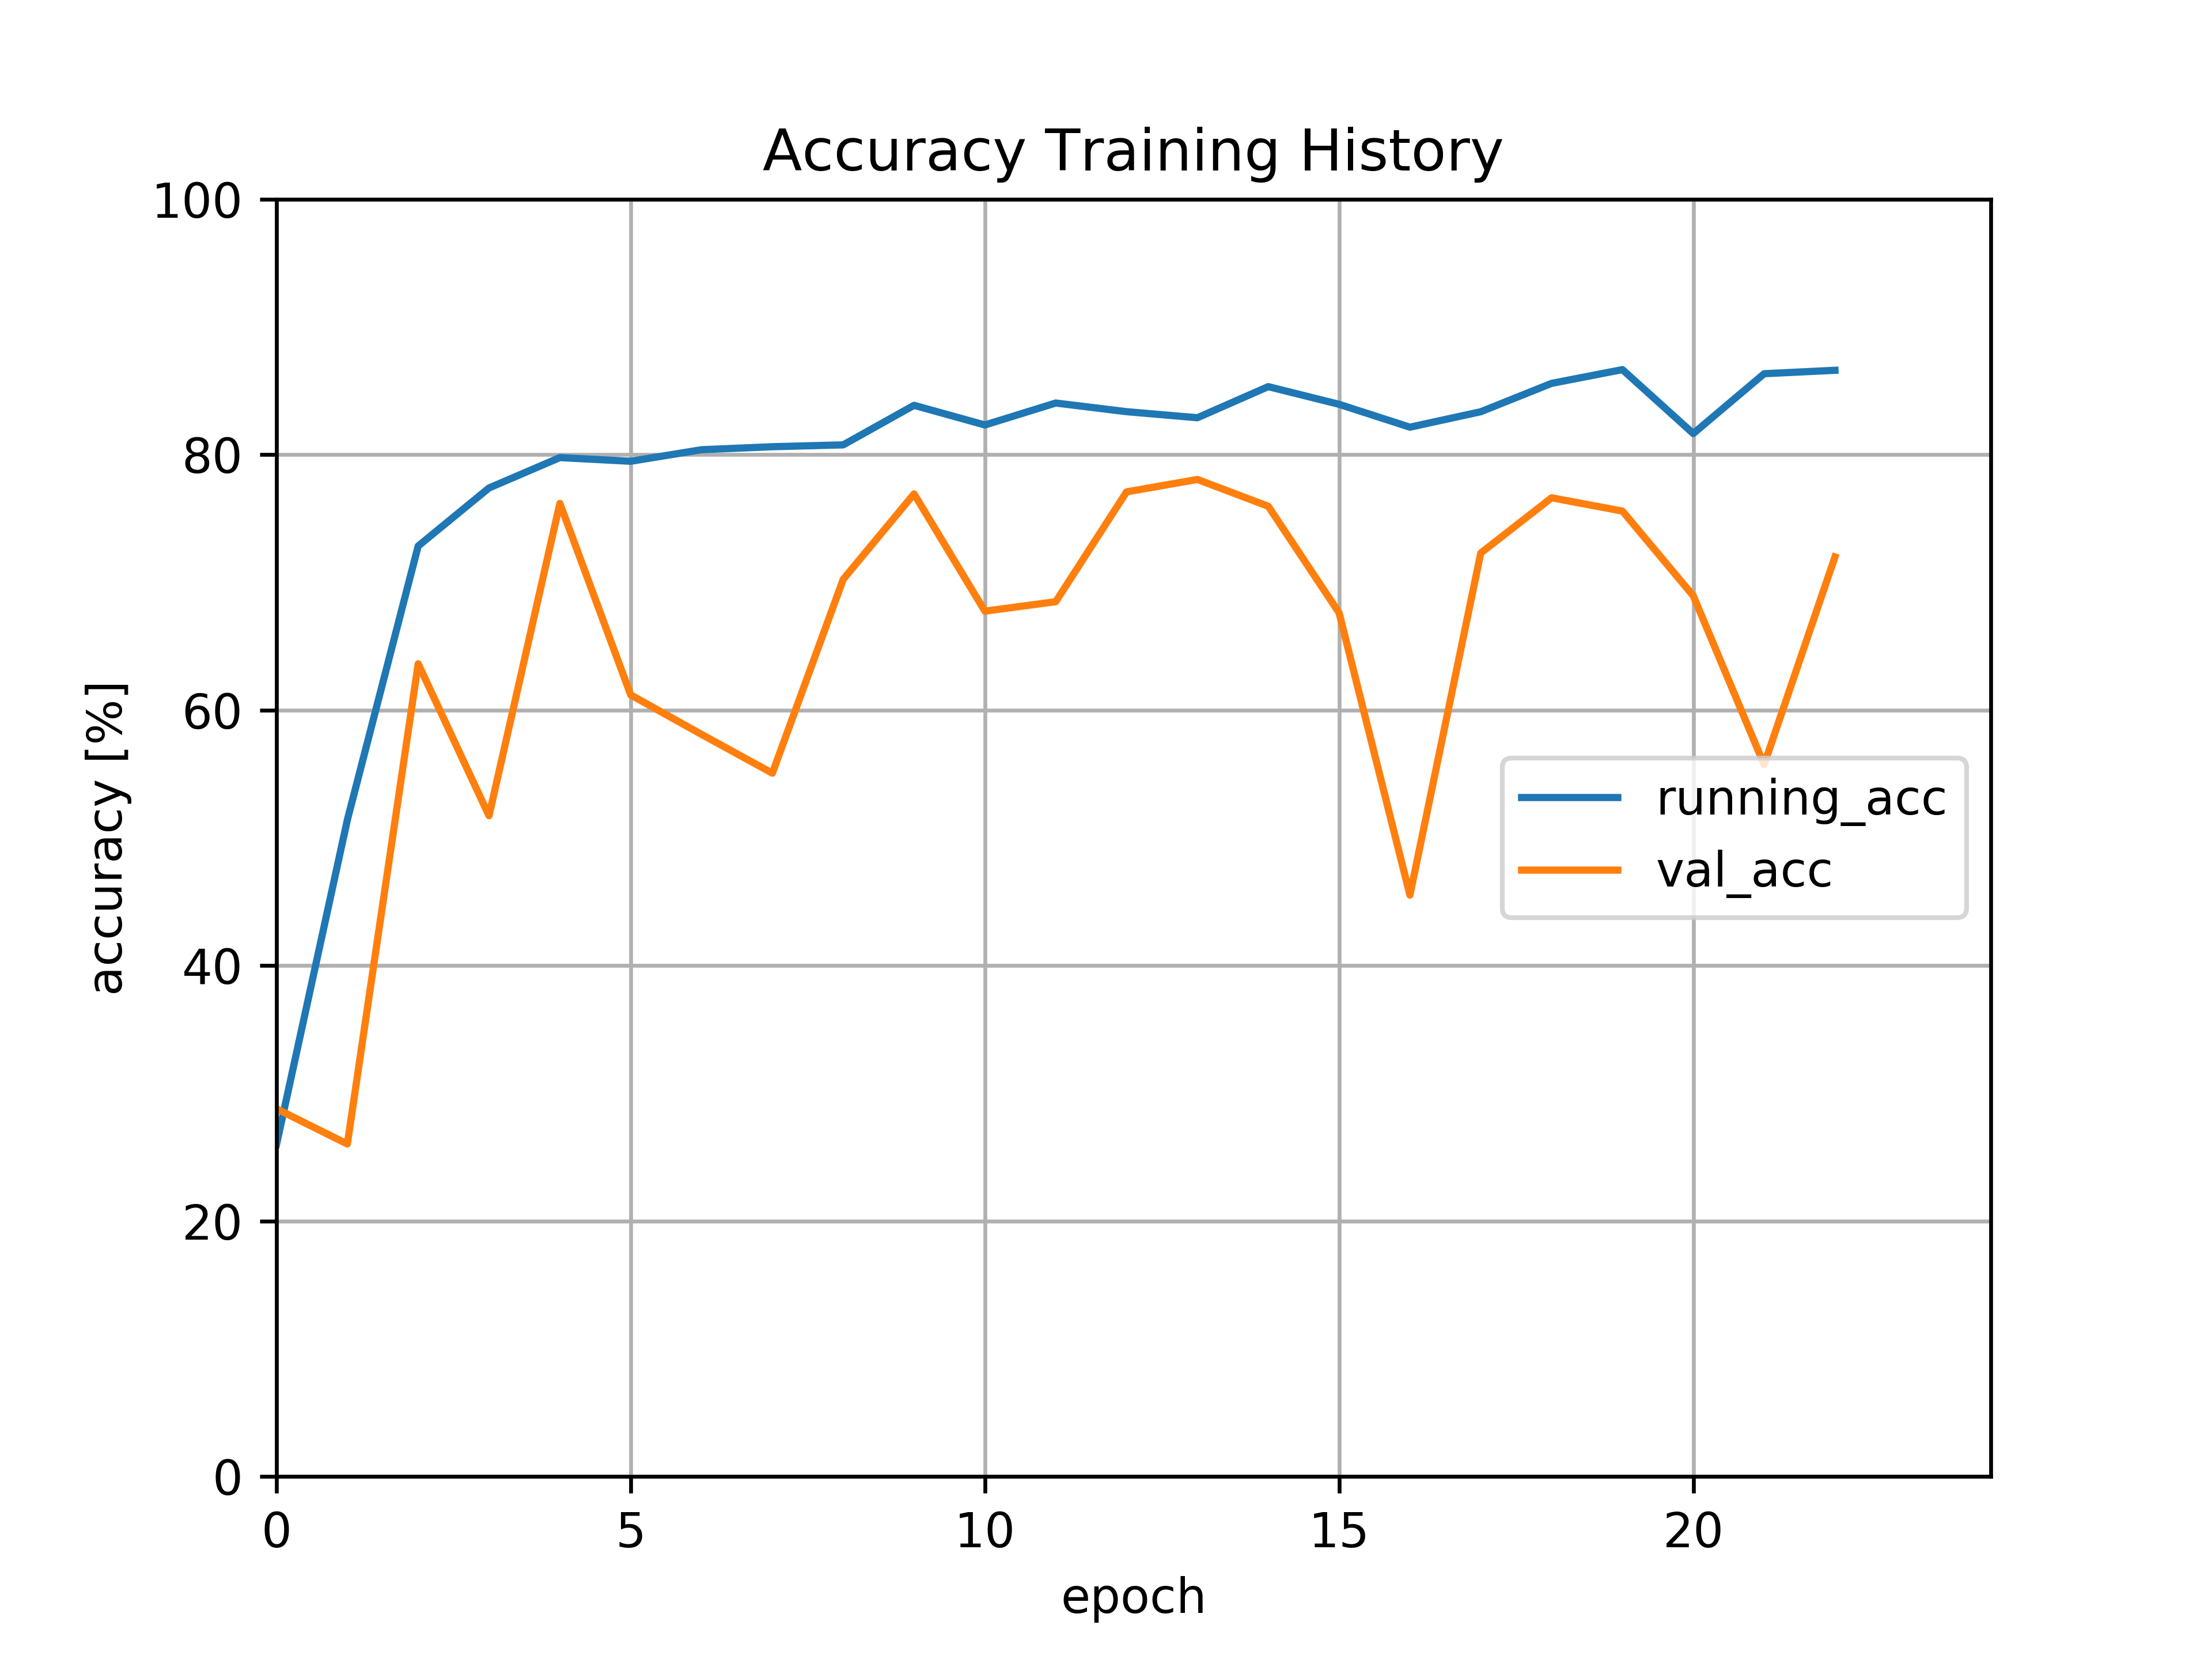 Accuracy Training History
100
80
60
40
20
0
accuracy [%]
0 5 10 15 20
epoch
running_acc
val_acc